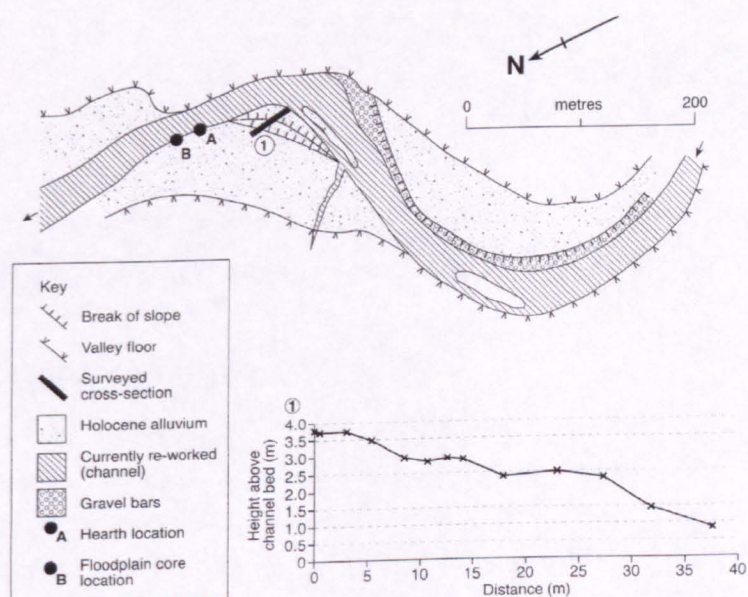 N
0 metres 200
B A
①
Key
Break of slope
Valley floor
Surveyed
cross-section
Holocene alluvium
Currently re-worked
(channel)
Gravel bars
A Hearth location
B Floodplain core
location
①
Height above
channel bed (m)
4.0
3.5
3.0
2.5
2.0
1.5
1.0
0.5
0
0 5 10 15 20 25 30 35 40
Distance (m)